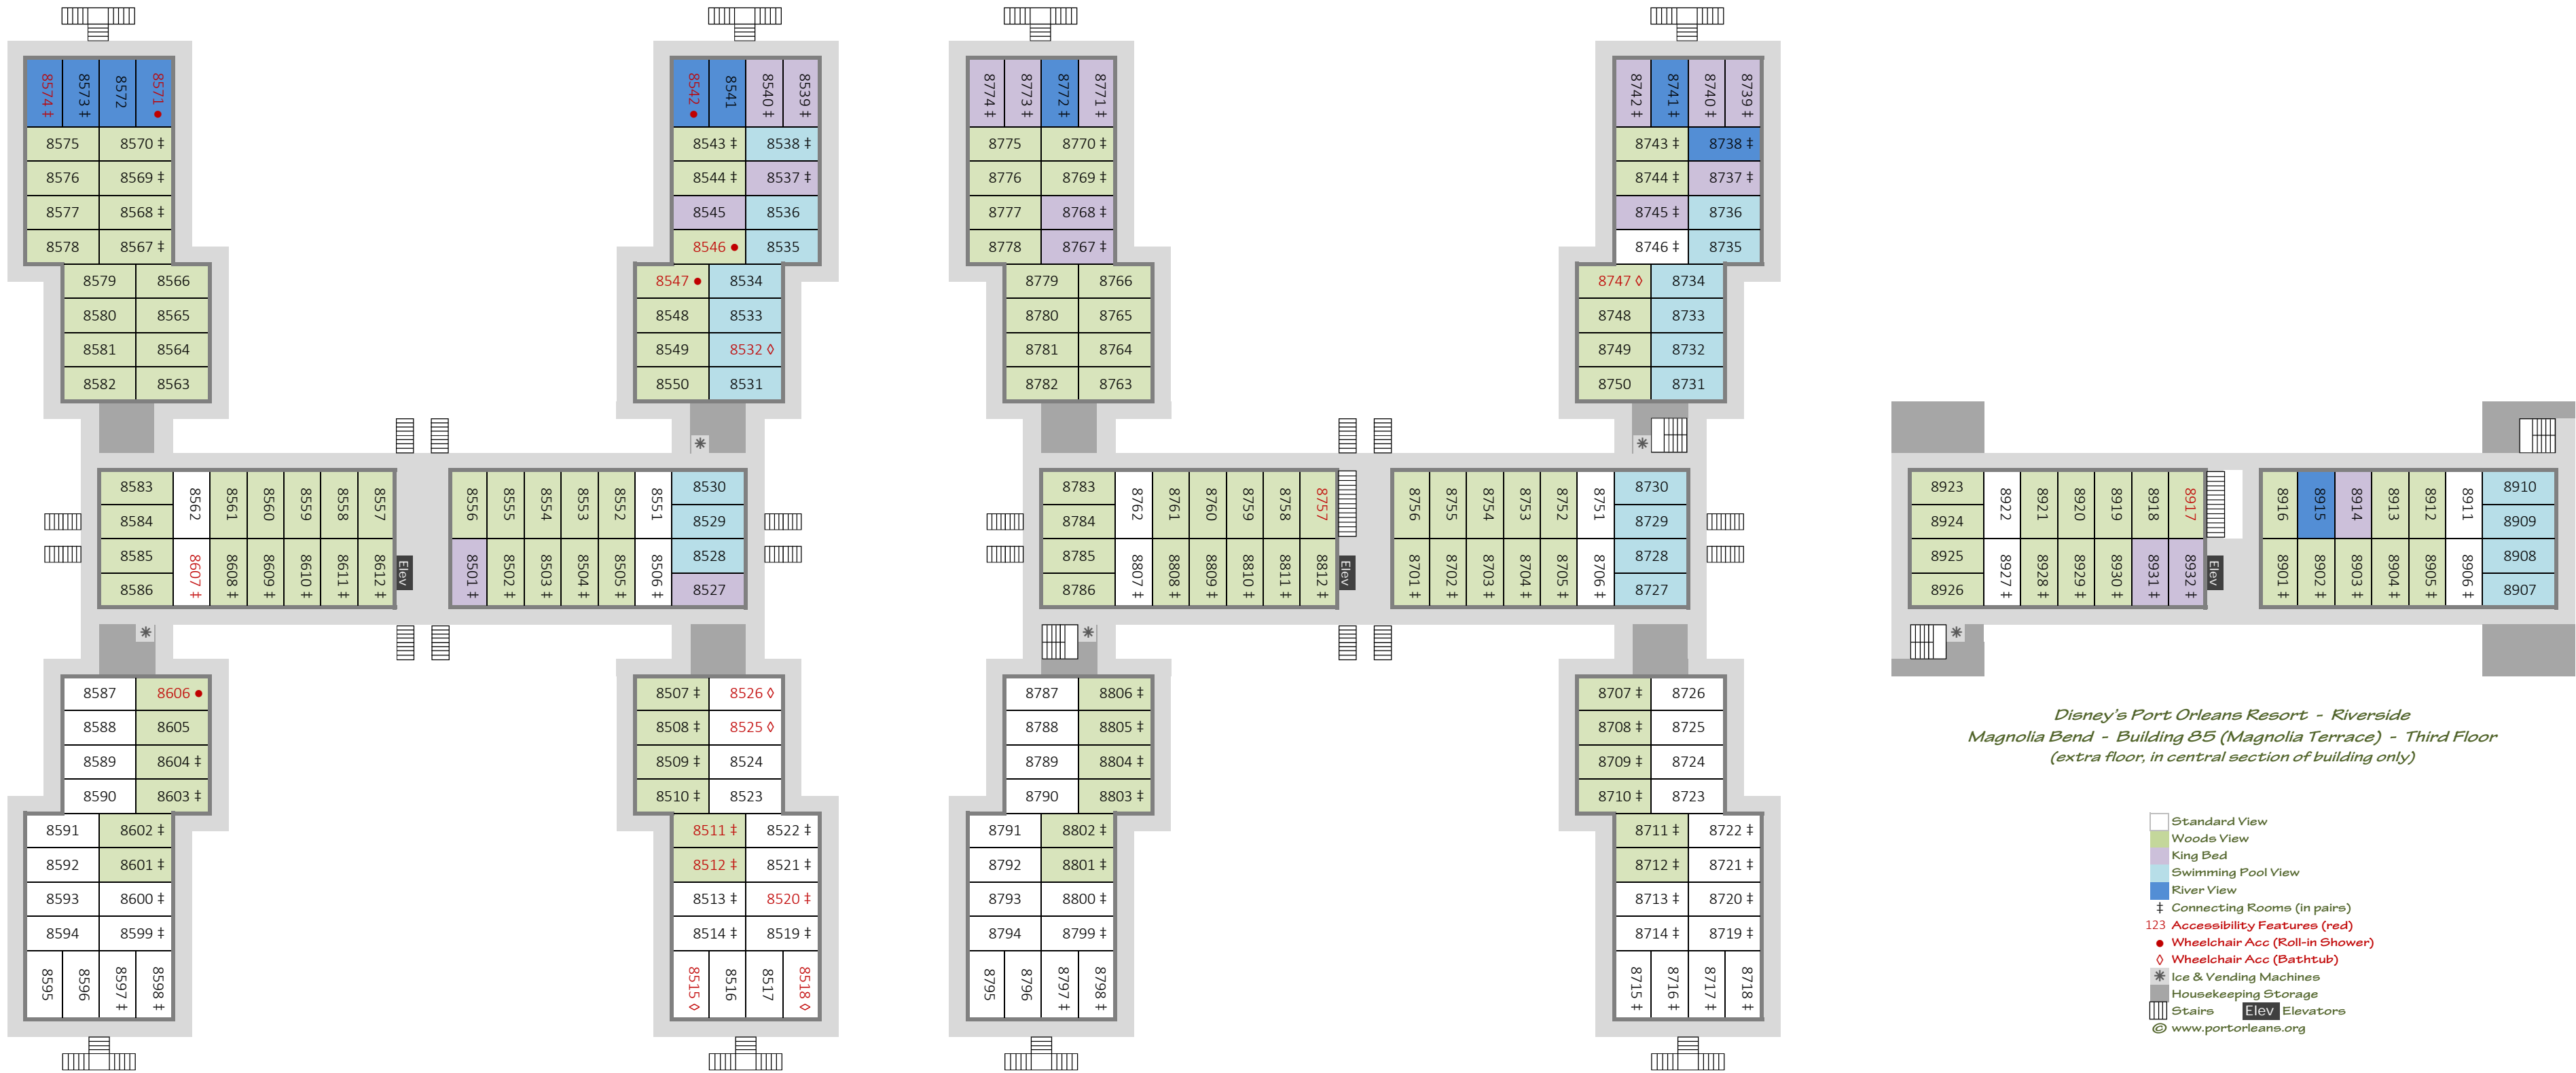 8574 ‡ 8573 ‡ 8572 8571 ●
8575 8570 ‡
8576 8569 ‡
8577 8568 ‡
8578 8567 ‡
8579 8566
8580 8565
8581 8564
8582 8563
8542 ● 8541 8540 ‡ 8539 ‡
8543 ‡ 8538 ‡
8544 ‡ 8537 ‡
8545 8536
8546 ● 8535
8547 ● 8534
8548 8533
8549 8532 ◊
8550 8531
8583 8562 8561 8560 8559 8558 8557
8584
8585 8607 ‡ 8608 ‡ 8609 ‡ 8610 ‡ 8611 ‡ 8612 ‡
8586
Elev
8556 8555 8554 8553 8552 8551 8530
8529
8501 ‡ 8502 ‡ 8503 ‡ 8504 ‡ 8505 ‡ 8506 ‡ 8528
8527
8587 8606 ●
8588 8605
8589 8604 ‡
8590 8603 ‡
8591 8602 ‡
8592 8601 ‡
8593 8600 ‡
8594 8599 ‡
8595 8596 8597 ‡ 8598 ‡
8507 ‡ 8526 ◊
8508 ‡ 8525 ◊
8509 ‡ 8524
8510 ‡ 8523
8511 ‡ 8522 ‡
8512 ‡ 8521 ‡
8513 ‡ 8520 ‡
8514 ‡ 8519 ‡
8515 ◊ 8516 8517 8518 ◊
8774 ‡ 8773 ‡ 8772 ‡ 8771 ‡
8775 8770 ‡
8776 8769 ‡
8777 8768 ‡
8778 8767 ‡
8779 8766
8780 8765
8781 8764
8782 8763
8742 ‡ 8741 ‡ 8740 ‡ 8739 ‡
8743 ‡ 8738 ‡
8744 ‡ 8737 ‡
8745 ‡ 8736
8746 ‡ 8735
8747 ◊ 8734
8748 8733
8749 8732
8750 8731
8783 8762 8761 8760 8759 8758 8757
8784
8785 8807 ‡ 8808 ‡ 8809 ‡ 8810 ‡ 8811 ‡ 8812 ‡
8786
Elev
8756 8755 8754 8753 8752 8751 8730
8729
8701 ‡ 8702 ‡ 8703 ‡ 8704 ‡ 8705 ‡ 8706 ‡ 8728
8727
8787 8806 ‡
8788 8805 ‡
8789 8804 ‡
8790 8803 ‡
8791 8802 ‡
8792 8801 ‡
8793 8800 ‡
8794 8799 ‡
8795 8796 8797 ‡ 8798 ‡
8707 ‡ 8726
8708 ‡ 8725
8709 ‡ 8724
8710 ‡ 8723
8711 ‡ 8722 ‡
8712 ‡ 8721 ‡
8713 ‡ 8720 ‡
8714 ‡ 8719 ‡
8715 ‡ 8716 ‡ 8717 ‡ 8718 ‡
8923 8922 8921 8920 8919 8918 8917
8924
8925 8927 ‡ 8928 ‡ 8929 ‡ 8930 ‡ 8931 ‡ 8932 ‡
8926
Elev
8916 8915 8914 8913 8912 8911 8910
8909
8901 ‡ 8902 ‡ 8903 ‡ 8904 ‡ 8905 ‡ 8906 ‡ 8908
8907
Disney's Port Orleans Resort - Riverside
Magnolia Bend - Building 85 (Magnolia Terrace) - Third Floor
(extra floor, in central section of building only)
Standard View
Woods View
King Bed
Swimming Pool View
River View
‡ Connecting Rooms (in pairs)
123 Accessibility Features (red)
● Wheelchair Acc (Roll-in Shower)
◊ Wheelchair Acc (Bathtub)
Ice & Vending Machines
Housekeeping Storage
Stairs Elev Elevators
© www.portorleans.org